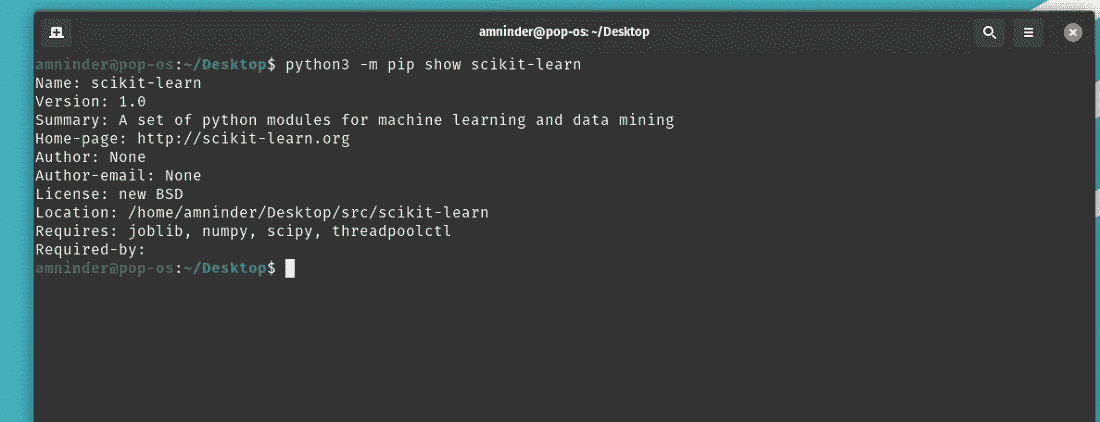 amninder@pop-os: ~/Desktop
amninder@pop-os:~/Desktop$ python3 -m pip show scikit-learn
Name: scikit-learn
Version: 1.0
Summary: A set of python modules for machine learning and data mining
Home-page: http://scikit-learn.org
Author: None
Author-email: None
License: new BSD
Location: /home/amninder/Desktop/src/scikit-learn
Requires: joblib, numpy, scipy, threadpoolctl
Required-by:
amninder@pop-os:~/Desktop$